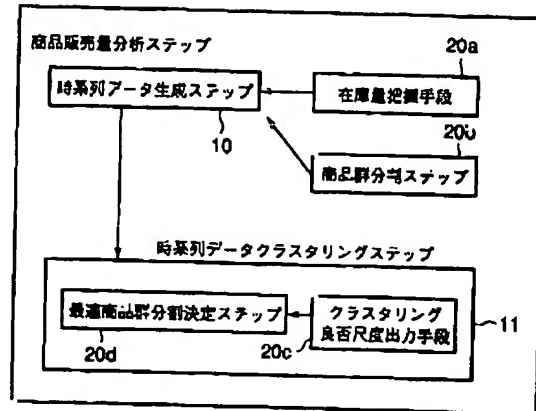 商品販売量分析ステップ
20a
時系列データ生成ステップ
在庫量把握手段
10
20b
商品群分割ステップ
時系列データクラスタリングステップ
最適商品群分割決定ステップ
クラスタリング
良否尺度出力手段
11
20d
20c